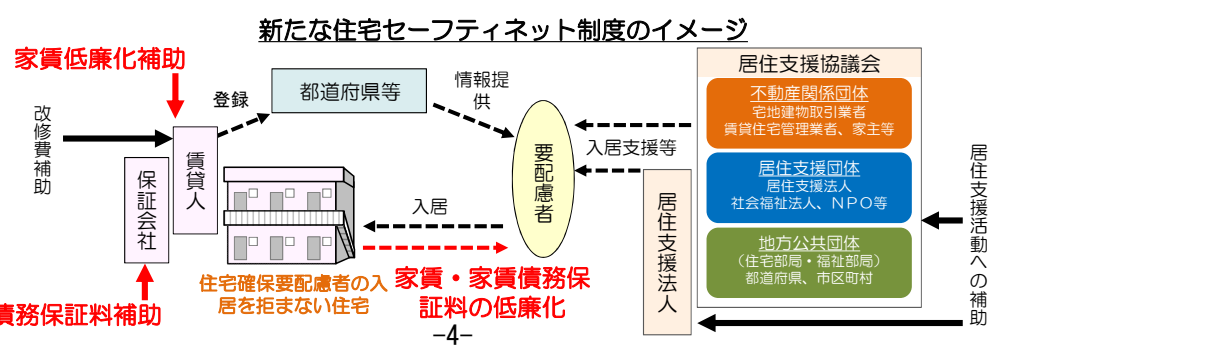 新たな住宅セーフティネット制度のイメージ
家賃低廉化補助
改修費補助
登録
都道府県等
情報提
供
賃貸人
保証会社
要配慮者
入居
住宅確保要配慮者の入
居を拒まない住宅
家賃・家賃債務保
証料の低廉化
債務保証料補助
入居支援等
居住支援法人
居住支援協議会
不動産関係団体
宅地建物取引業者
賃貸住宅管理業者、家主等
居住支援団体
居住支援法人
社会福祉法人、NPO等
地方公共団体
（住宅部局・福祉部局）
都道府県、市区町村
居住支援活動への補助
−4−